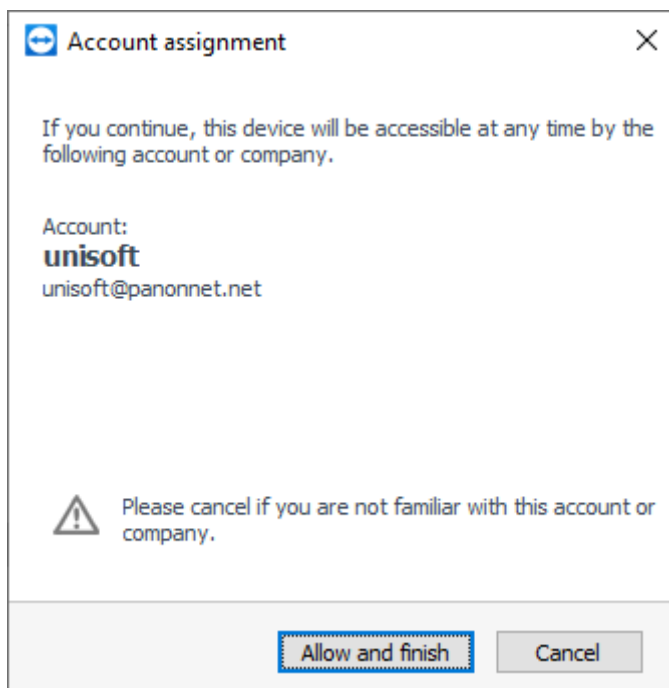 Account assignment
If you continue, this device will be accessible at any time by the
following account or company.
Account:
unisoft
unisoft@panonnet.net
Please cancel if you are not familiar with this account or
company.
Allow and finish
Cancel